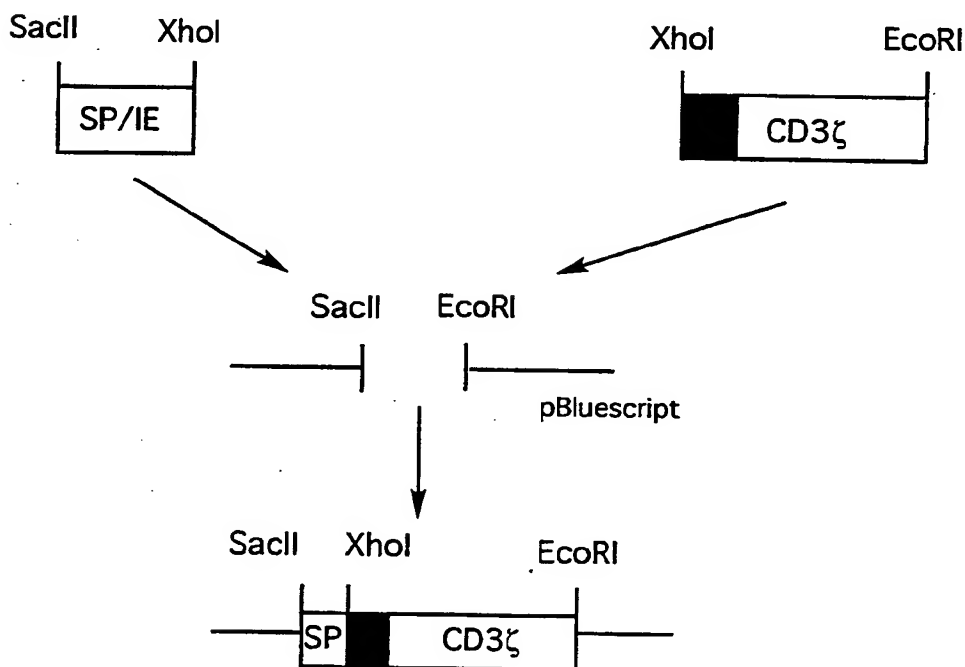 SacII XhoI
XhoI EcoRI
SP/IE
CD3ζ
SacII EcoRI
pBluescript
SacII XhoI EcoRI
SP CD3ζ